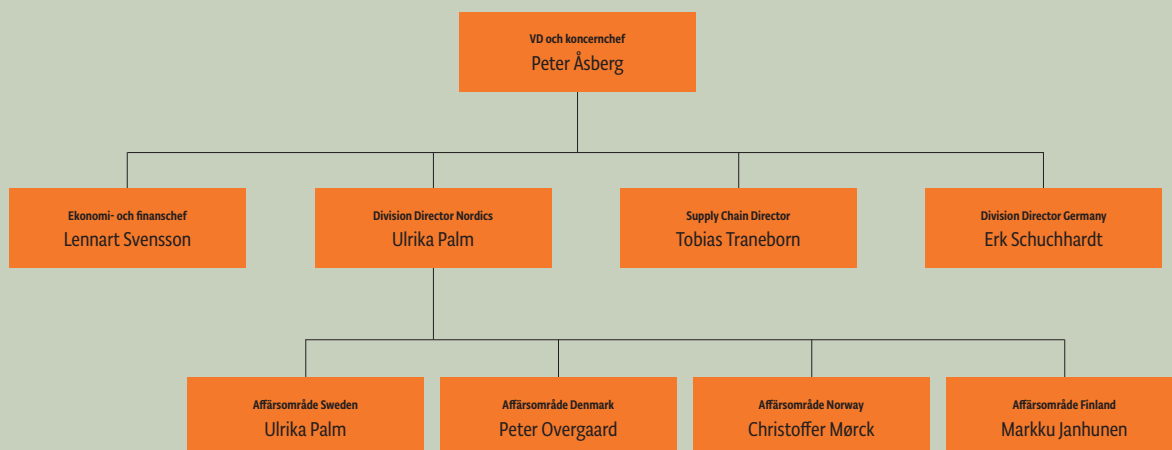 VD och koncernchef
Peter Åsberg
Ekonomi- och finanschef
Lennart Svensson
Division Director Nordics
Ulrika Palm
Supply Chain Director
Tobias Traneborn
Division Director Germany
Erk Schuchhardt
Affärsområde Sweden
Ulrika Palm
Affärsområde Denmark
Peter Overgaard
Affärsområde Norway
Christoffer Mørck
Affärsområde Finland
Markku Janhunen